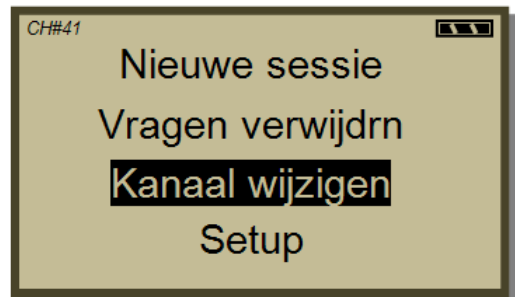 CH#41
Nieuwe sessie
Vragen verwijdrn
Kanaal wijzigen
Setup